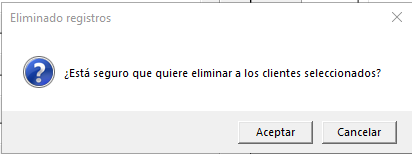 Eliminado registros
¿Está seguro que quiere eliminar a los clientes seleccionados?
Aceptar
Cancelar